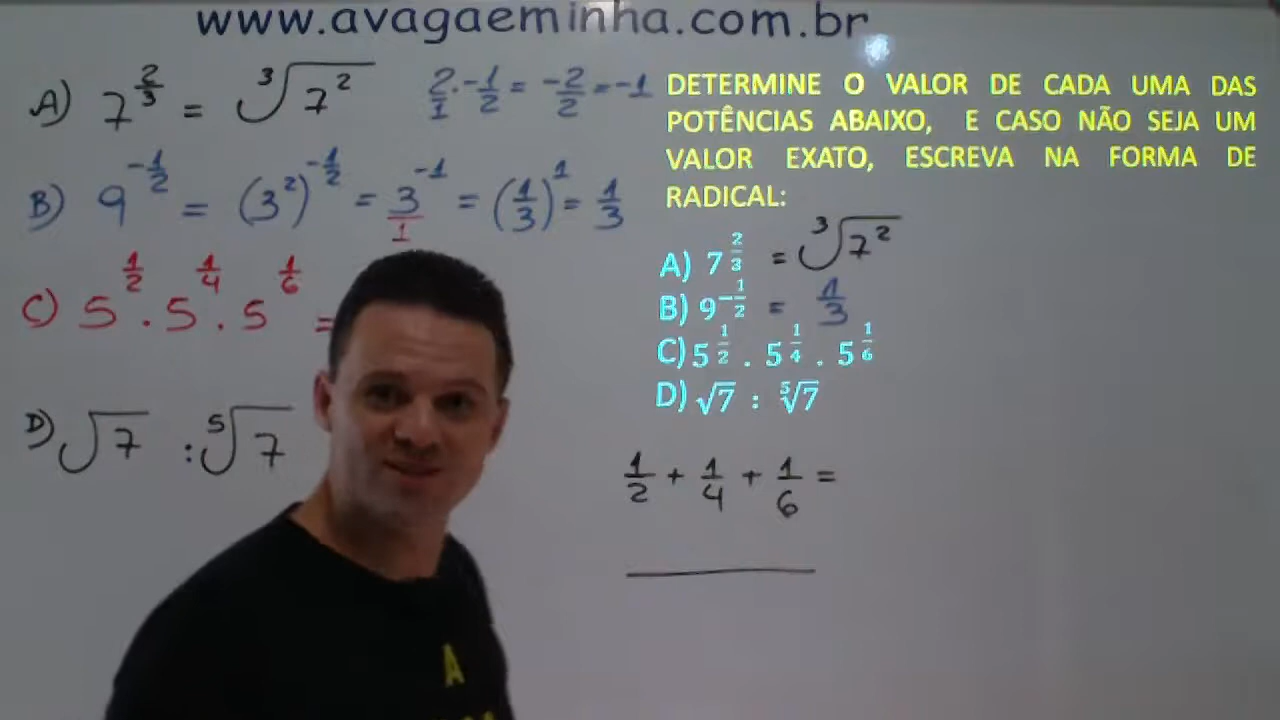 www.avagaeminha.com.br
A) 7^{2/3} = ∛7²
2/1 · -1/2 = -2/2 = -1
B) 9^{-1/2} = (3²)^{-1/2} = 3^{-1}/1 = (1/3)^1 = 1/3
C) 5^{1/2} . 5^{1/4} . 5^{1/6} =
D) √7 : ⁵√7
DETERMINE O VALOR DE CADA UMA DAS
POTÊNCIAS ABAIXO, E CASO NÃO SEJA UM
VALOR EXATO, ESCREVA NA FORMA DE
RADICAL:
A) 7^{2/3} = ∛7²
B) 9^{-1/2} = 1/3
C) 5^{1/2} . 5^{1/4} . 5^{1/6}
D) √7 : ⁵√7
1/2 + 1/4 + 1/6 =
A